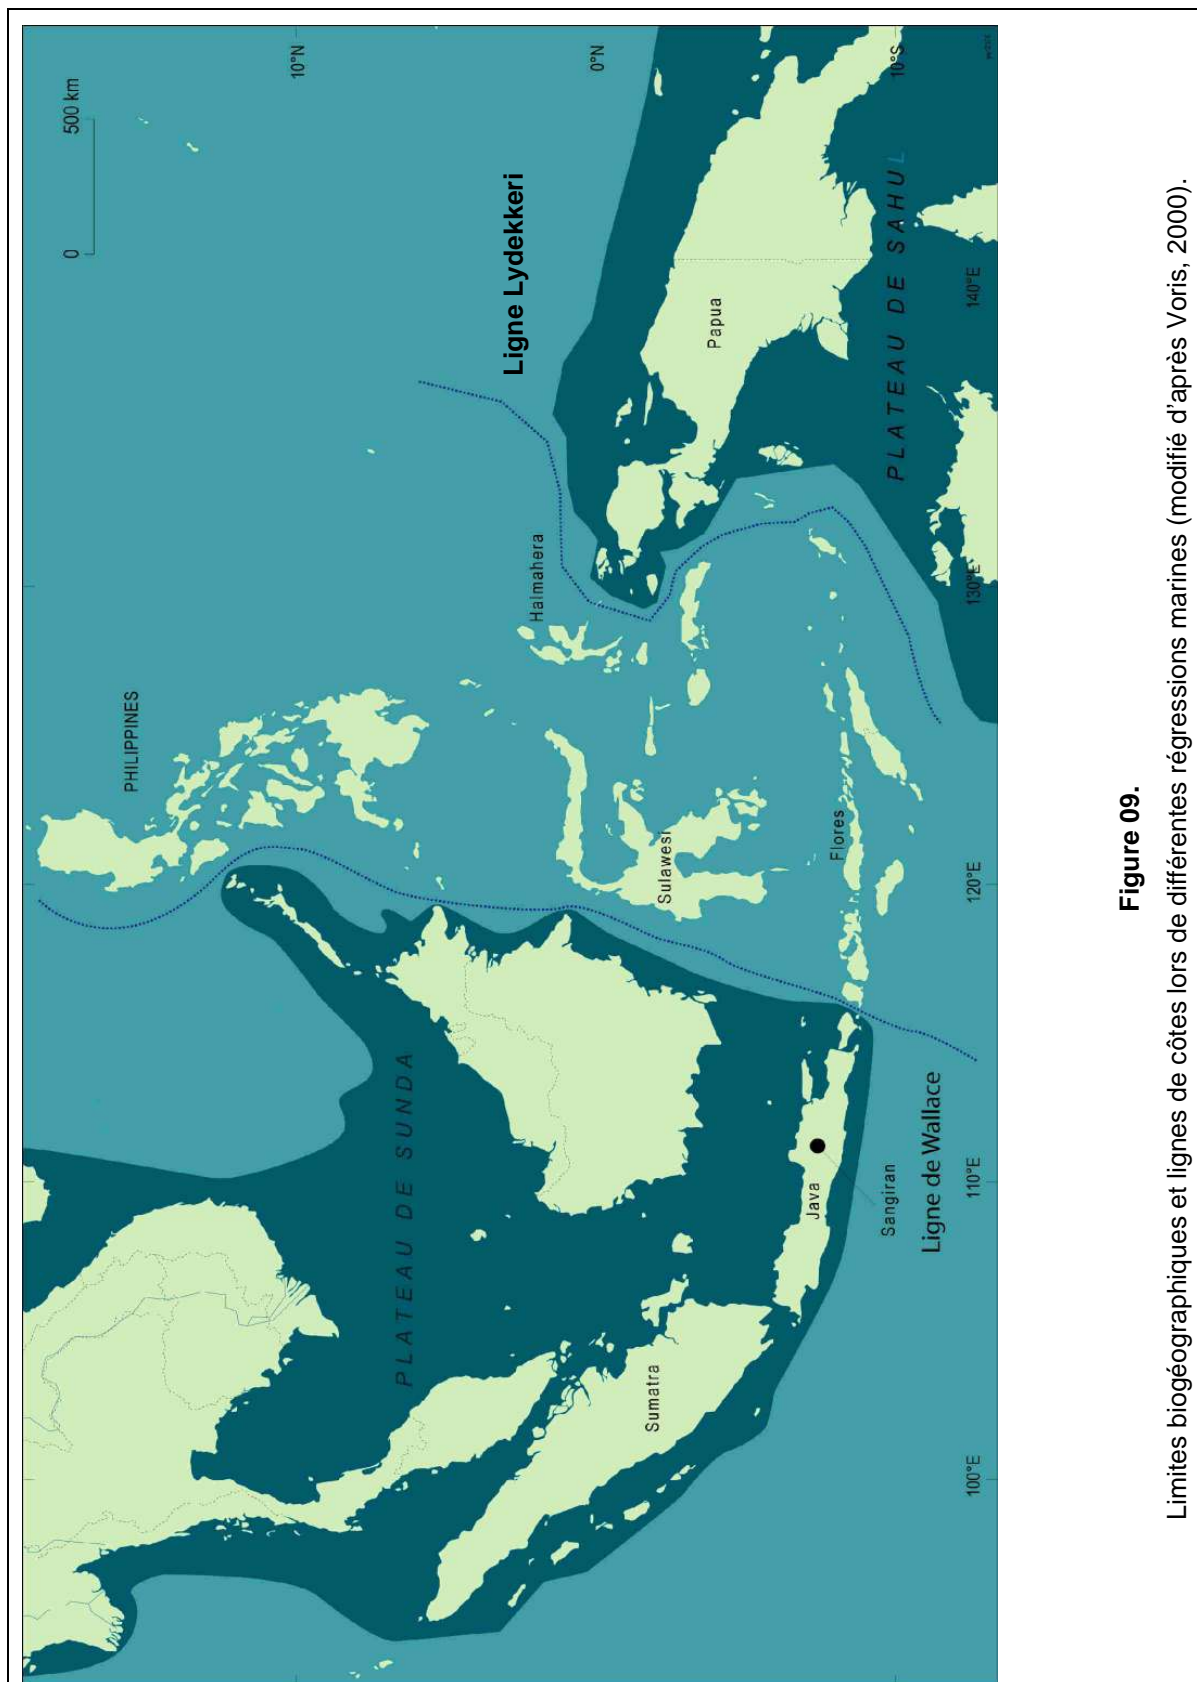 0 500 km
10°N
0°N
10°S
PHILIPPINES
Ligne Lydekkeri
PLATEAU DE SUNDA
Halmahera
Papua
Sumatra
Sulawesi
Java
Flores
PLATEAU DE SAHUL
Sangiran
Ligne de Wallace
100°E
110°E
120°E
130°E
140°E
Figure 09.
Limites biogéographiques et lignes de côtes lors de différentes régressions marines (modifié d'après Voris, 2000).